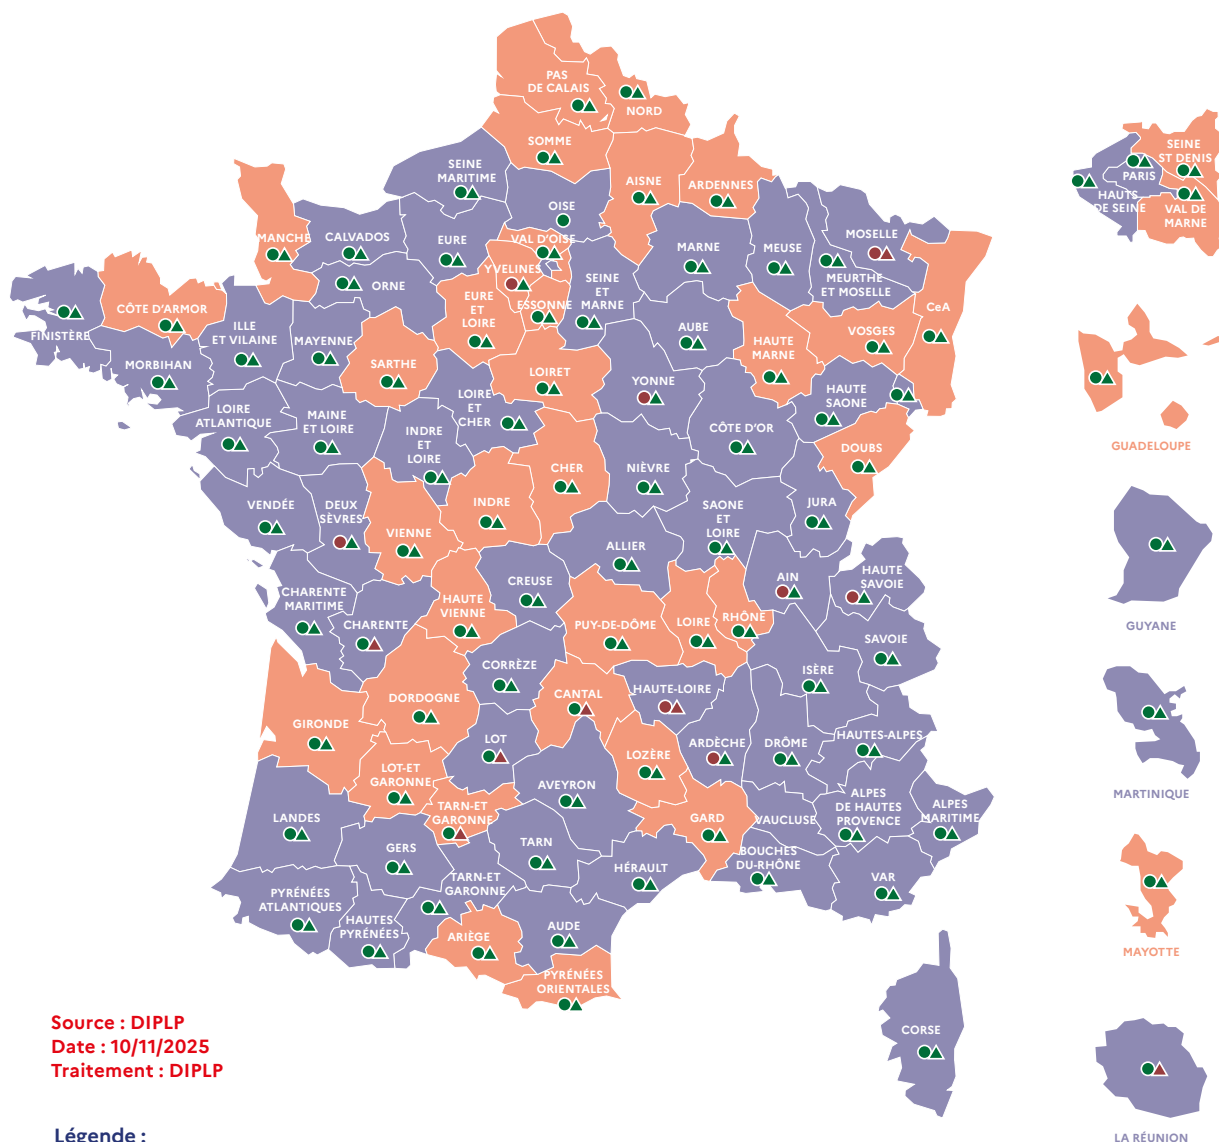 PAS
DE CALAIS
NORD
SOMME
SEINE
MARITIME
AISNE
ARDENNES
OISE
SEINE
ST DENIS
PARIS
HAUTS
DE SEINE
VAL DE
MARNE
MANCHE
CALVADOS
EURE
VAL D'OISE
MARNE
MEUSE
MOSELLE
YVELINES
ORNE
SEINE
ET
MARNE
MEURTHE
ET MOSELLE
CÔTE D'ARMOR
EURE
ET
LOIRE
ESSONNE
CeA
FINISTÈRE
ILLE
ET VILAINE
MAYENNE
AUBE
VOSGES
HAUTE
MARNE
MORBIHAN
SARTHE
LOIRET
YONNE
LOIRE
ET
CHER
HAUTE
SAONE
LOIRE
ATLANTIQUE
MAINE
ET LOIRE
INDRE
ET
LOIRE
CÔTE D'OR
DOUBS
GUADELOUPE
CHER
NIÈVRE
VENDÉE
DEUX
SÈVRES
INDRE
SAONE
ET
LOIRE
JURA
VIENNE
ALLIER
CREUSE
AIN
HAUTE
SAVOIE
CHARENTE
MARITIME
HAUTE
VIENNE
CHARENTE
PUY-DE-DÔME
LOIRE
RHÔNE
GUYANE
SAVOIE
CORRÈZE
ISÈRE
DORDOGNE
CANTAL
HAUTE-LOIRE
GIRONDE
LOT
ARDÈCHE
DRÔME
HAUTES-ALPES
LOZÈRE
LOT-ET
GARONNE
AVEYRON
MARTINIQUE
LANDES
TARN-ET
GARONNE
GARD
VAUCLUSE
ALPES
DE HAUTES
PROVENCE
ALPES
MARITIME
GERS
TARN
BOUCHES
DU-RHÔNE
HÉRAULT
VAR
TARN-ET
GARONNE
PYRÉNÉES
ATLANTIQUES
HAUTES
PYRÉNÉES
ARIÈGE
AUDE
MAYOTTE
PYRÉNÉES
ORIENTALES
CORSE
Source : DIPLP
Date : 10/11/2025
Traitement : DIPLP
Légende :
LA RÉUNION